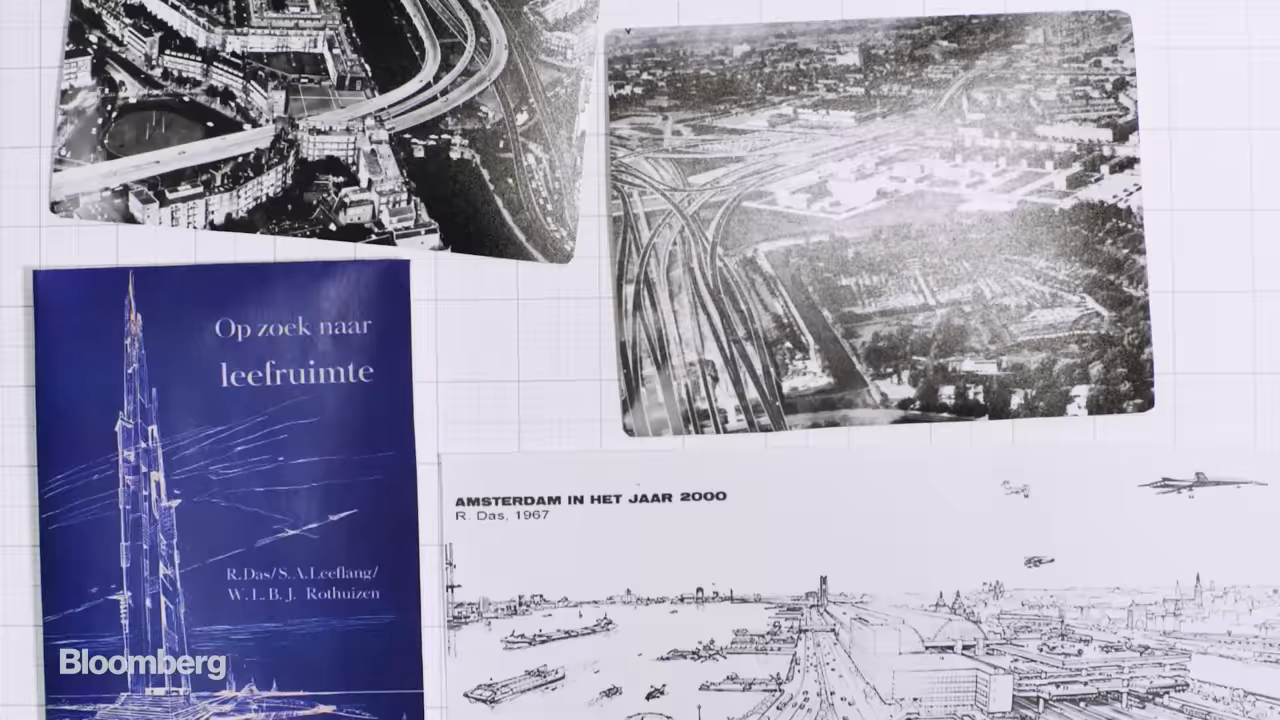 Op zoek naar
leefruimte
R.Das/S.A.Leeflang/
W.L.B.J. Rothuizen
AMSTERDAM IN HET JAAR 2000
R. Das, 1967
Bloomberg